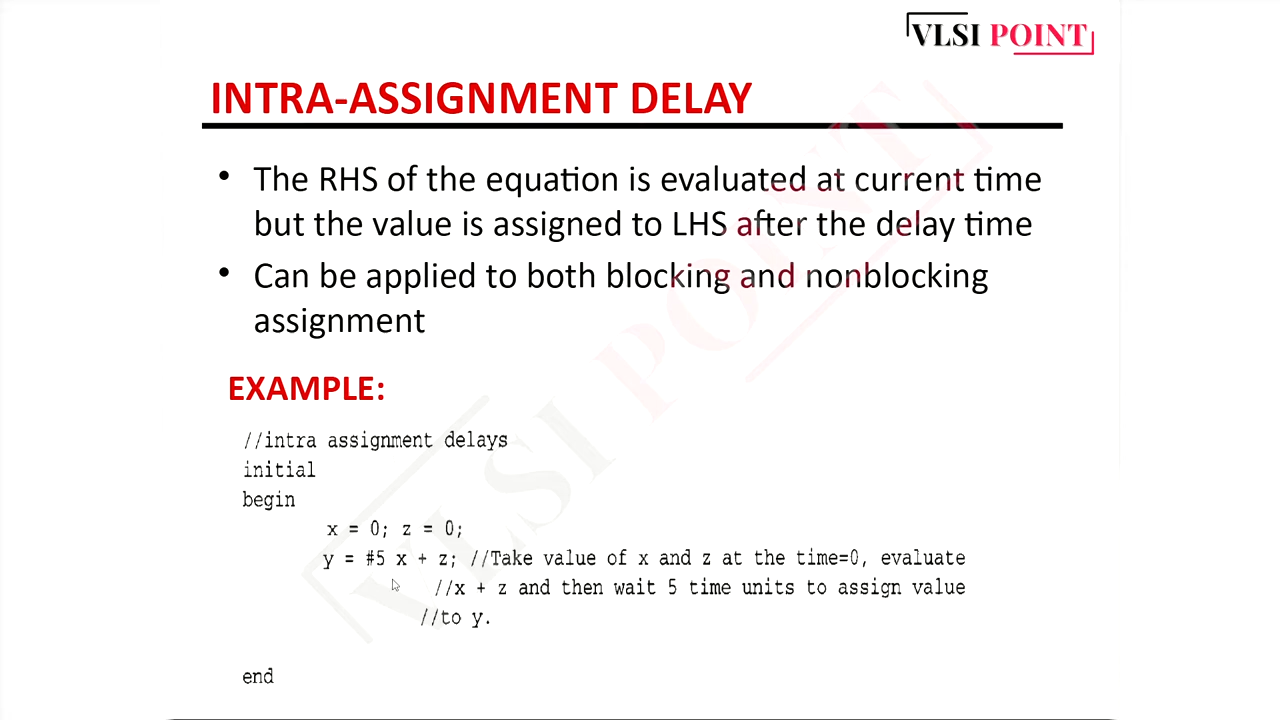 VLSI POINT
INTRA-ASSIGNMENT DELAY
• The RHS of the equation is evaluated at current time
but the value is assigned to LHS after the delay time
• Can be applied to both blocking and nonblocking
assignment
EXAMPLE:
//intra assignment delays
initial
begin
x = 0; z = 0;
y = #5 x + z; //Take value of x and z at the time=0, evaluate
//x + z and then wait 5 time units to assign value
//to y.
end
VLSI POINT